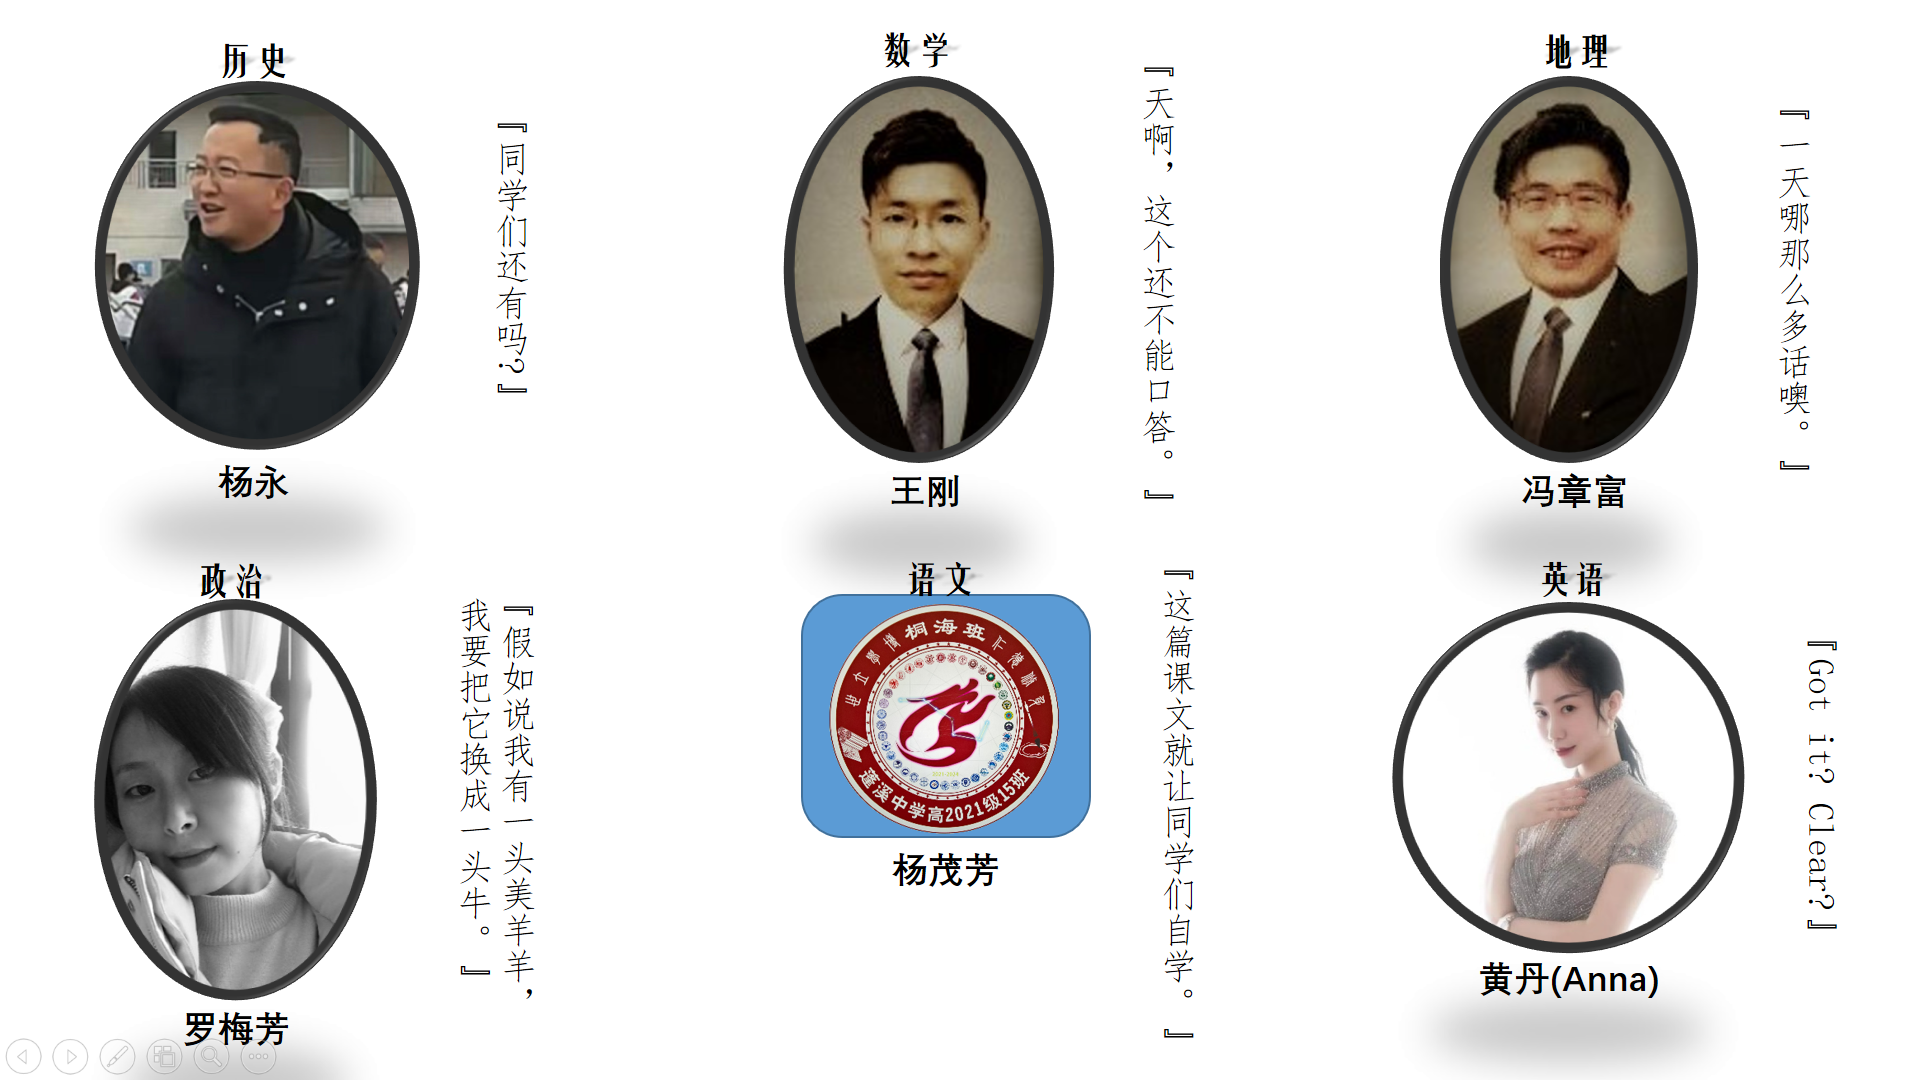 历史
『同学们还有吗?』
杨永
数学
『天啊，这个还不能口答。』
王刚
地理
『一天哪那么多话噢。』
冯章富
政治
『假如说我有一头美羊羊，
我要把它换成一头牛。』
罗梅芳
语文
桐海班
蓬溪中学高2021级15班
『这篇课文就让同学们自学。』
杨茂芳
英语
『Got it? Clear?』
黄丹(Anna)